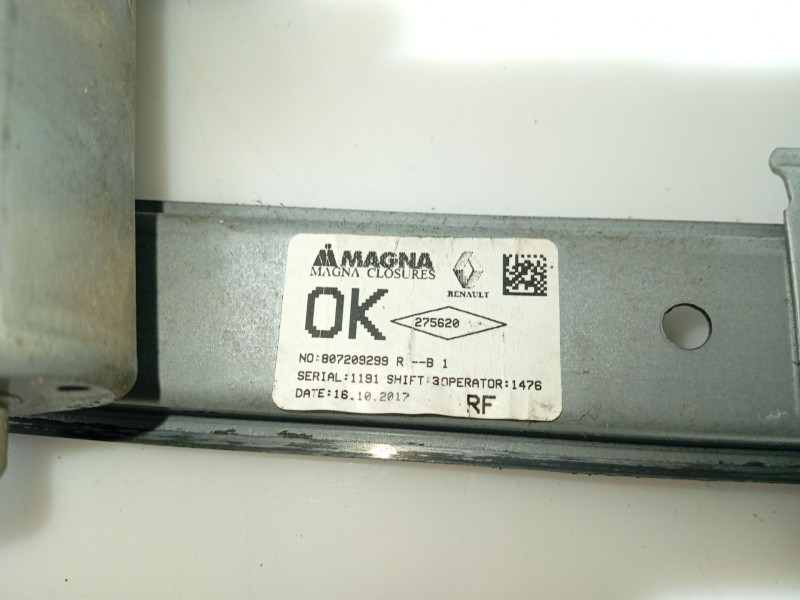 MAGNA
MAGNA CLOSURES
RENAULT
OK
275620
NO:807209299 R --B 1
SERIAL:1191 SHIFT:3OPERATOR:1476
DATE:16.10.2017
RF